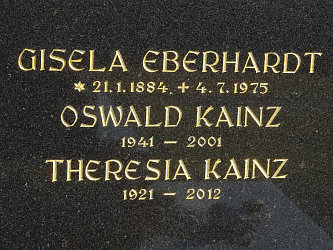 GISELA EBERHARDT
* 21.1.1884. + 4.7.1975
OSWALD KAINZ
1941 – 2001
THERESIA KAINZ
1921 – 2012